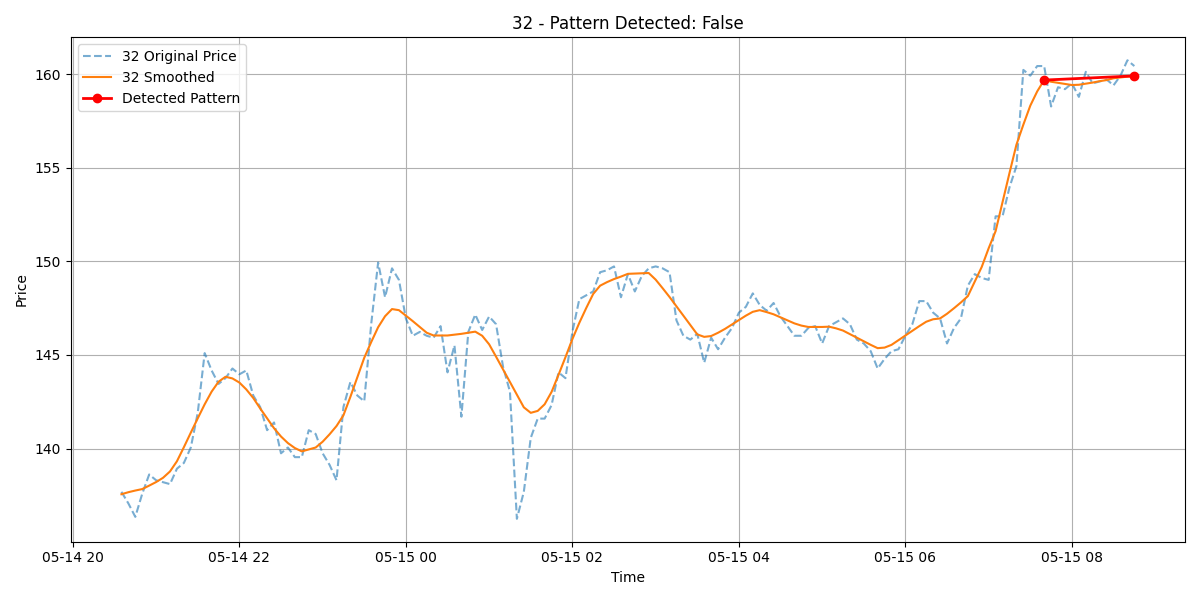 32 - Pattern Detected: False
32 Original Price
32 Smoothed
Detected Pattern
Price
160
155
150
145
140
05-14 20 05-14 22 05-15 00 05-15 02 05-15 04 05-15 06 05-15 08
Time